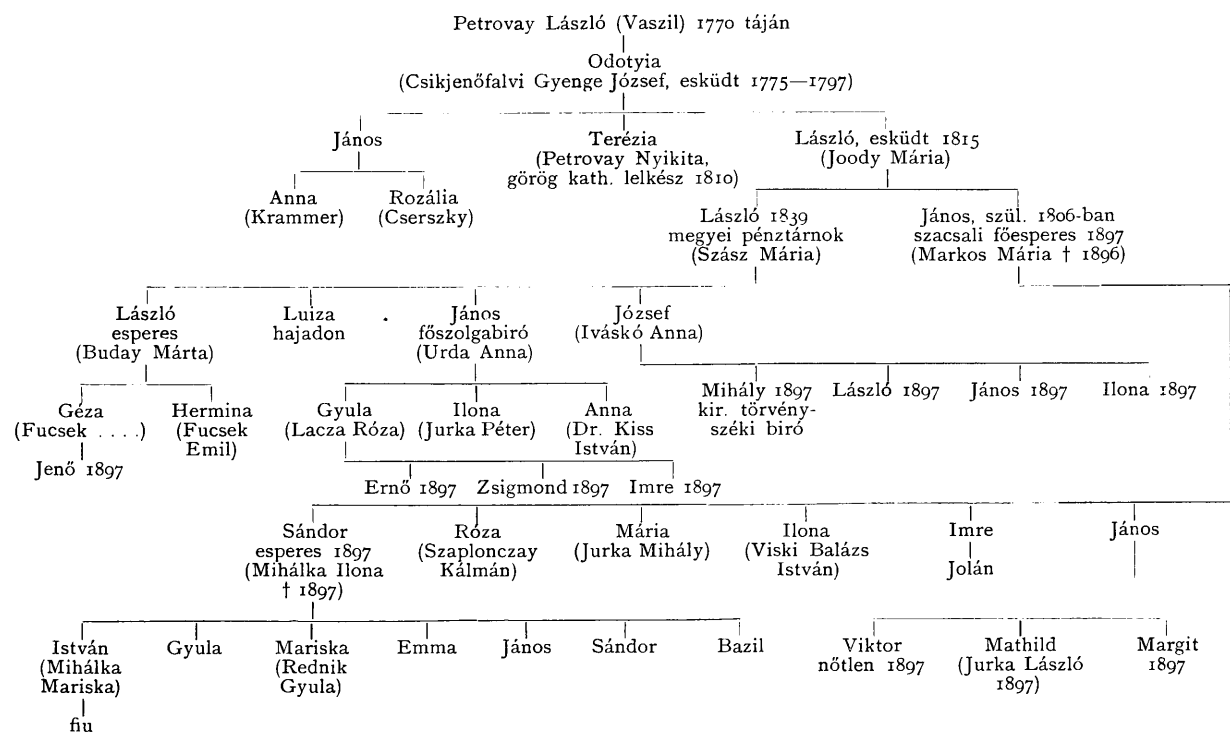 Petrovay László (Vaszil) 1770 táján
Odotyia
(Csikjenőfalvi Gyenge József, esküdt 1775—1797)
János
Terézia
(Petrovay Nyikita,
görög kath. lelkész 1810)
László, esküdt 1815
(Joody Mária)
Anna
(Krammer)
Rozália
(Cserszky)
László 1839
megyei pénztárnok
(Szász Mária)
János, szül. 1806-ban
szacsali főesperes 1897
(Markos Mária † 1896)
László
esperes
(Buday Márta)
Luiza
hajadon
János
főszolgabiró
(Urda Anna)
József
(Iváskó Anna)
Mihály 1897
kir. törvény-
széki biró
László 1897
János 1897
Ilona 1897
Géza
(Fucsek . . . .)
Jenő 1897
Hermina
(Fucsek
Emil)
Gyula
(Lacza Róza)
Ilona
(Jurka Péter)
Anna
(Dr. Kiss
István)
Ernő 1897
Zsigmond 1897
Imre 1897
Sándor
esperes 1897
(Mihálka Ilona
† 1897)
Róza
(Szaplonczay
Kálmán)
Mária
(Jurka Mihály)
Ilona
(Viski Balázs
István)
Imre
Jolán
János
István
(Mihálka
Mariska)
fiu
Gyula
Mariska
(Rednik
Gyula)
Emma
János
Sándor
Bazil
Viktor
nőtlen 1897
Mathild
(Jurka László
1897)
Margit
1897